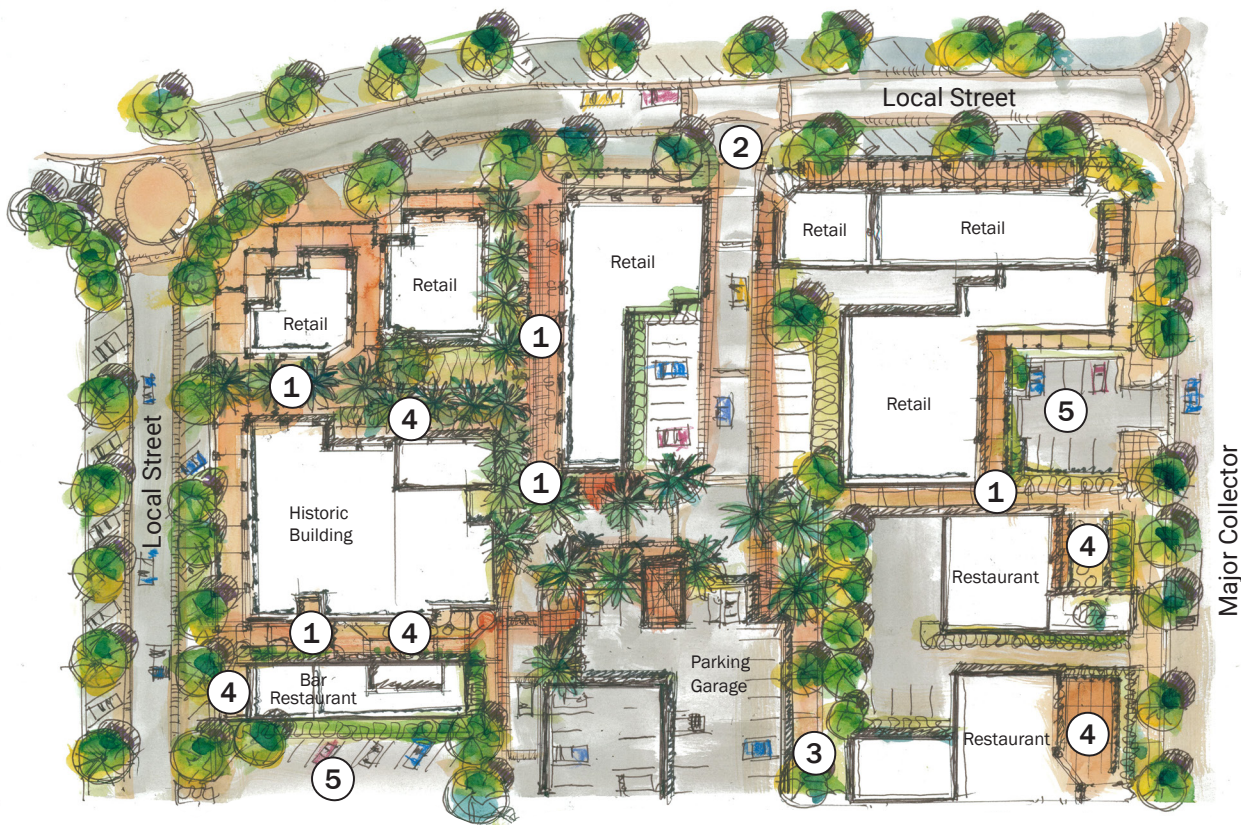 Local Street
2
Retail
Retail
Retail
Retail
Retail
1
1
4
5
Retail
Local Street
1
1
Historic
Building
4
Restaurant
Major Collector
1
4
Parking
Garage
4
Bar
Restaurant
3
Restaurant
4
5